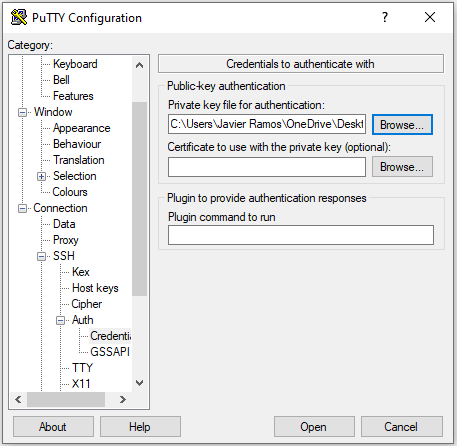 PuTTY Configuration
?
Category:
Keyboard
Bell
Features
Window
Appearance
Behaviour
Translation
Selection
Colours
Connection
Data
Proxy
SSH
Kex
Host keys
Cipher
Auth
Credentia
GSSAPI
TTY
X11
Credentials to authenticate with
Public-key authentication
Private key file for authentication:
C:\Users\Javier Ramos\OneDrive\Deskt
Browse...
Certificate to use with the private key (optional):
Browse...
Plugin to provide authentication responses
Plugin command to run
About
Help
Open
Cancel